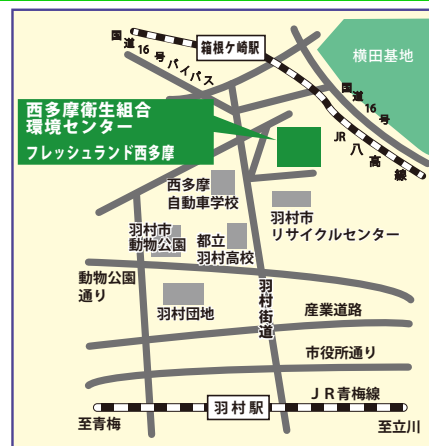 国道16号バイパス
箱根ケ崎駅
横田基地
国道16号
JR八高線
西多摩衛生組合
環境センター
フレッシュランド西多摩
西多摩
自動車学校
羽村市
リサイクルセンター
羽村市
動物公園
都立
羽村高校
動物公園
通り
羽村団地
羽村街道
産業道路
市役所通り
JR青梅線
羽村駅
至青梅
至立川